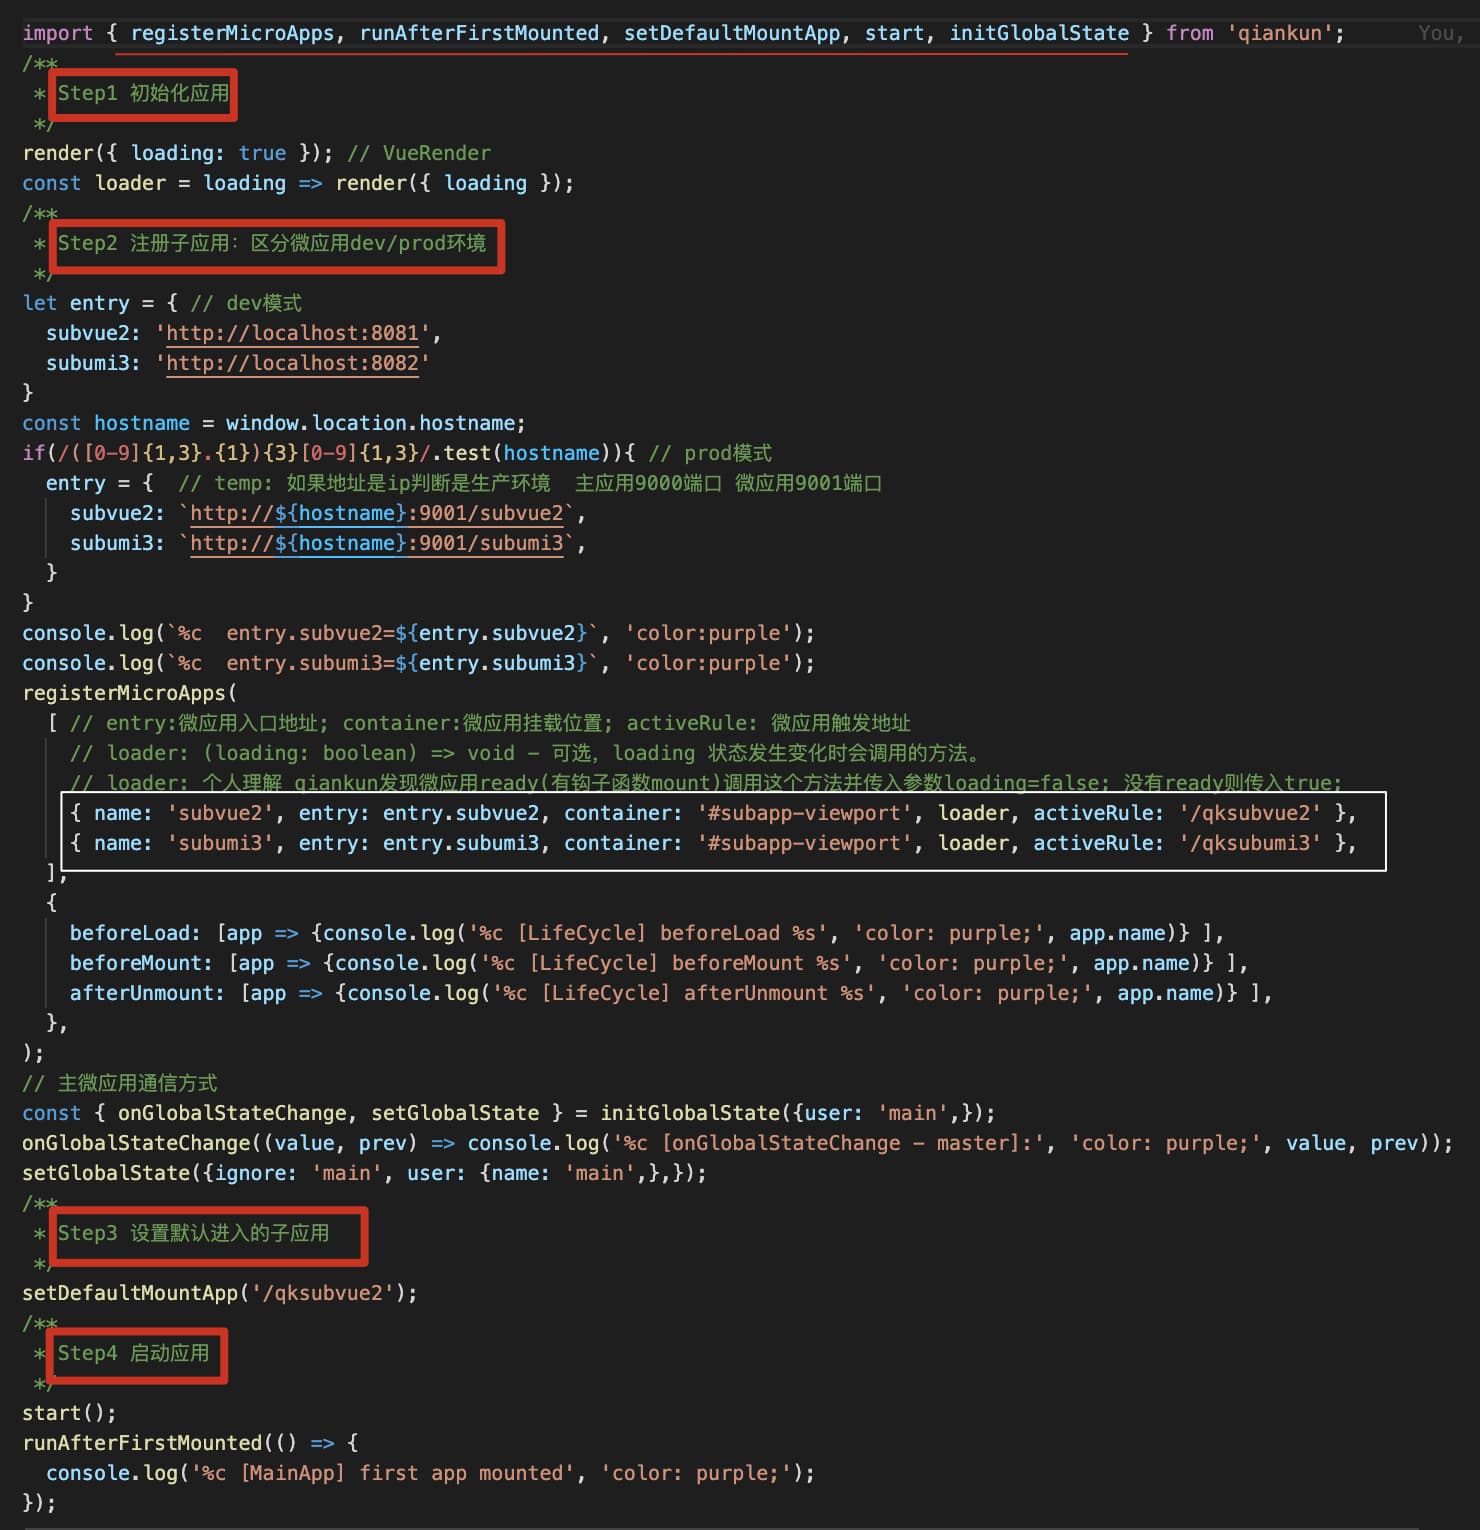 import { registerMicroApps, runAfterFirstMounted, setDefaultMountApp, start, initGlobalState } from 'qiankun';      You,
/**
 * Step1 初始化应用
 */
render({ loading: true }); // VueRender
const loader = loading => render({ loading });
/**
 * Step2 注册子应用：区分微应用dev/prod环境
 */
let entry = { // dev模式
  subvue2: 'http://localhost:8081',
  subumi3: 'http://localhost:8082'
}
const hostname = window.location.hostname;
if(/([0-9]{1,3}.{1}){3}[0-9]{1,3}/.test(hostname)){ // prod模式
  entry = {  // temp: 如果地址是ip判断是生产环境  主应用9000端口 微应用9001端口
    subvue2: `http://${hostname}:9001/subvue2`,
    subumi3: `http://${hostname}:9001/subumi3`,
  }
}
console.log(`%c  entry.subvue2=${entry.subvue2}`, 'color:purple');
console.log(`%c  entry.subumi3=${entry.subumi3}`, 'color:purple');
registerMicroApps(
  [ // entry:微应用入口地址; container:微应用挂载位置; activeRule: 微应用触发地址
    // loader: (loading: boolean) => void - 可选，loading 状态发生变化时会调用的方法。
    // loader: 个人理解 qiankun发现微应用ready(有钩子函数mount)调用这个方法并传入参数loading=false; 没有ready则传入true;
    { name: 'subvue2', entry: entry.subvue2, container: '#subapp-viewport', loader, activeRule: '/qksubvue2' },
    { name: 'subumi3', entry: entry.subumi3, container: '#subapp-viewport', loader, activeRule: '/qksubumi3' },
  ],
  {
    beforeLoad: [app => {console.log('%c [LifeCycle] beforeLoad %s', 'color: purple;', app.name)} ],
    beforeMount: [app => {console.log('%c [LifeCycle] beforeMount %s', 'color: purple;', app.name)} ],
    afterUnmount: [app => {console.log('%c [LifeCycle] afterUnmount %s', 'color: purple;', app.name)} ],
  },
);
// 主微应用通信方式
const { onGlobalStateChange, setGlobalState } = initGlobalState({user: 'main',});
onGlobalStateChange((value, prev) => console.log('%c [onGlobalStateChange - master]:', 'color: purple;', value, prev));
setGlobalState({ignore: 'main', user: {name: 'main',},});
/**
 * Step3 设置默认进入的子应用
 */
setDefaultMountApp('/qksubvue2');
/**
 * Step4 启动应用
 */
start();
runAfterFirstMounted(() => {
  console.log('%c [MainApp] first app mounted', 'color: purple;');
});